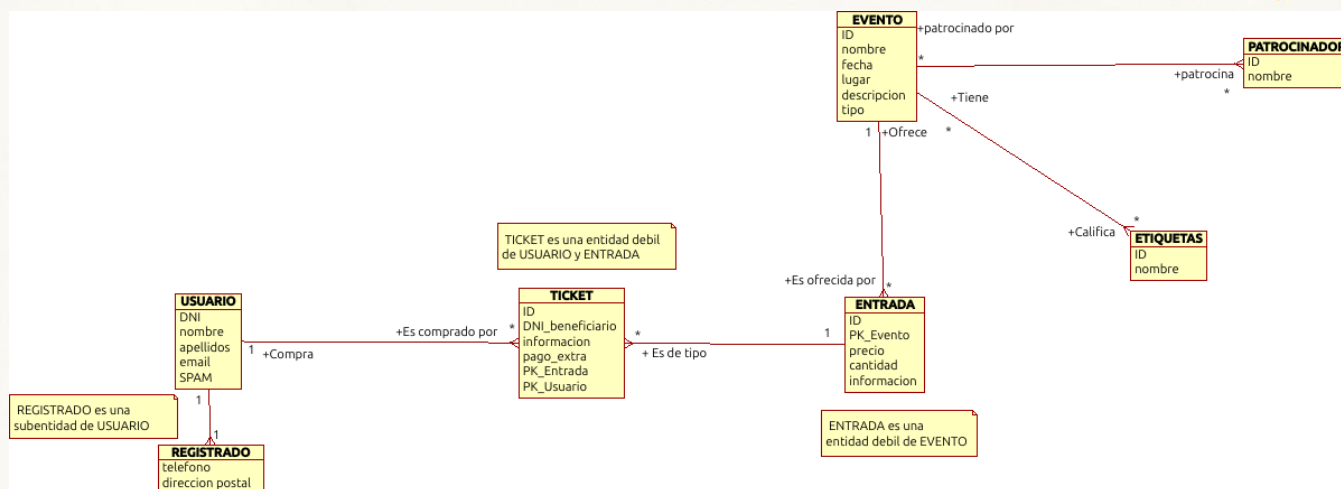 EVENTO
ID
nombre
fecha
lugar
descripcion
tipo
+patrocinado por
*
+patrocina
*
PATROCINADOR
ID
nombre
+Tiene
*
1
+Ofrece
*
+Califica
ETIQUETAS
ID
nombre
TICKET es una entidad debil
de USUARIO y ENTRADA
+Es ofrecida por
*
USUARIO
DNI
nombre
apellidos
email
SPAM
1
+Compra
+Es comprado por
*
TICKET
ID
DNI_beneficiario
informacion
pago_extra
PK_Entrada
PK_Usuario
*
+ Es de tipo
1
ENTRADA
ID
PK_Evento
precio
cantidad
informacion
REGISTRADO es una
subentidad de USUARIO
1
1
REGISTRADO
telefono
direccion postal
ENTRADA es una
entidad debil de EVENTO